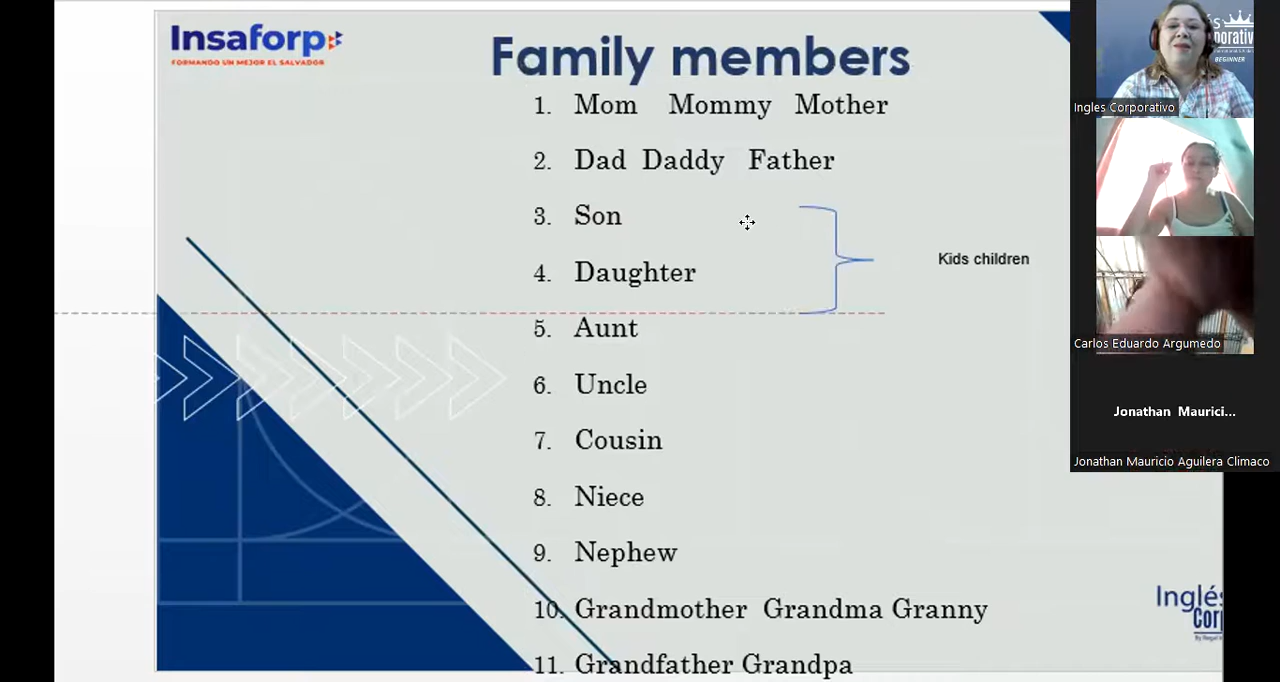 Insaforp
FORMANDO UN MEJOR EL SALVADOR
Family members
1. Mom Mommy Mother
2. Dad Daddy Father
3. Son
4. Daughter
Kids children
5. Aunt
6. Uncle
7. Cousin
8. Niece
9. Nephew
10. Grandmother Grandma Granny
11. Grandfather Grandpa
BEGINNER
Ingles Corporativo
Carlos Eduardo Argumedo
Jonathan Maurici...
Jonathan Mauricio Aguilera Climaco
Inglés